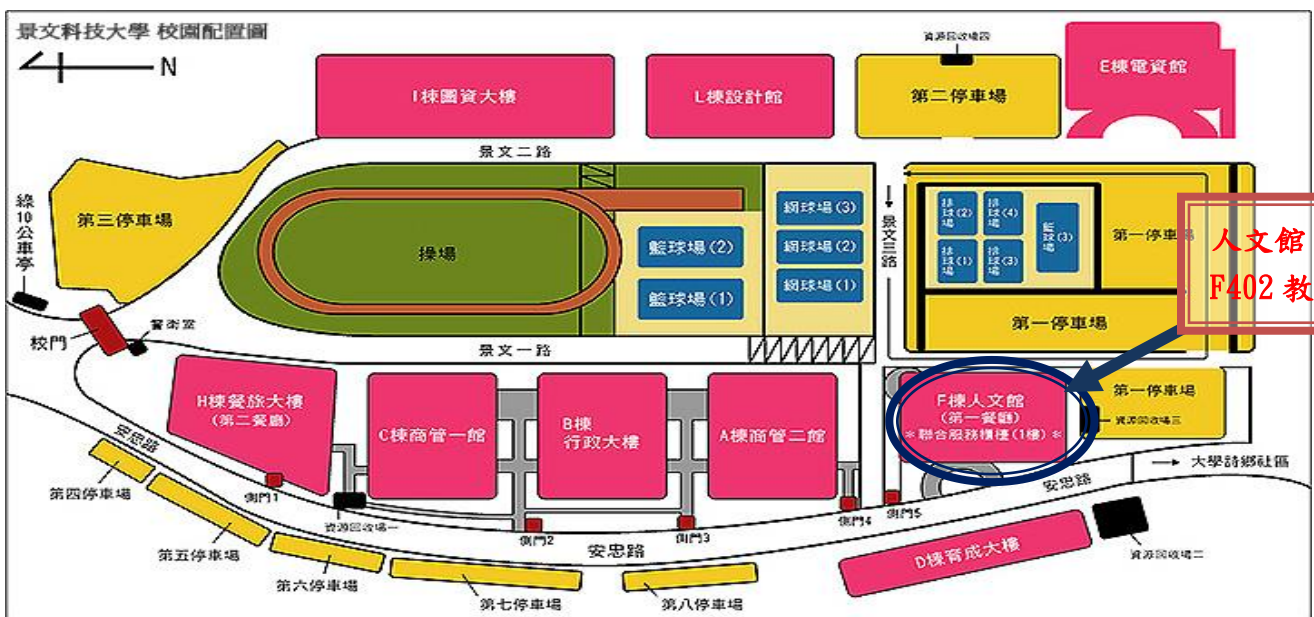 景文科技大學 校園配置圖
N
資源回收場四
I棟圖資大樓
L棟設計館
第二停車場
E棟電資館
景文二路
第三停車場
綠10公車亭
操場
籃球場(2)
籃球場(1)
網球場(3)
網球場(2)
網球場(1)
景文三路
排球場(2)
排球場(4)
排球場(1)
排球場(3)
籃球場(3)
第一停車場
人文館
F402 教
第一停車場
校門
警衛室
景文一路
H棟餐旅大樓
(第二餐廳)
C棟商管一館
B棟
行政大樓
A棟商管二館
F棟人文館
(第一餐廳)
*聯合服務櫃檯(1樓)*
第一停車場
資源回收場三
安忠路
大學詩鄉社區
第四停車場
側門1
資源回收場一
側門2
側門3
側門4
側門5
安忠路
安忠路
第五停車場
第六停車場
第七停車場
第八停車場
D棟育成大樓
資源回收場二